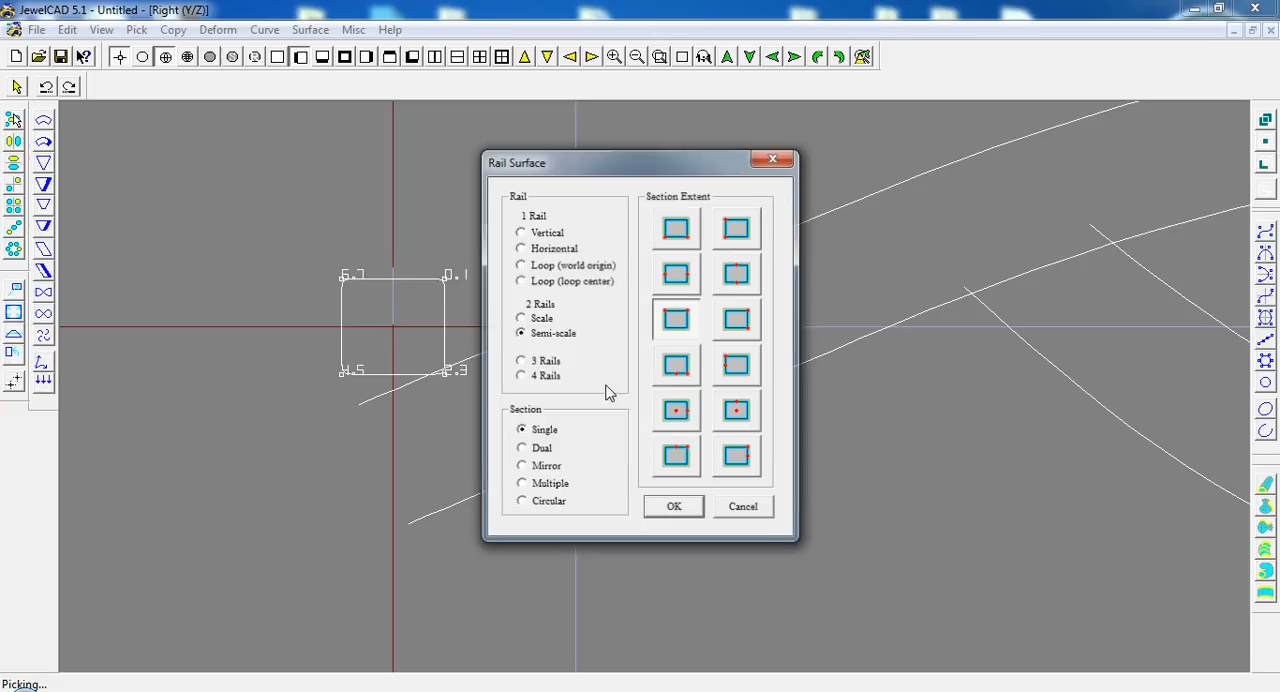 JewelCAD 5.1 - Untitled - [Right (Y/Z)]
File Edit View Pick Copy Deform Curve Surface Misc Help
Rail Surface
Rail
1 Rail
Vertical
Horizontal
Loop (world origin)
Loop (loop center)
2 Rails
Scale
Semi-scale
3 Rails
4 Rails
Section
Single
Dual
Mirror
Multiple
Circular
Section Extent
OK Cancel
Picking...